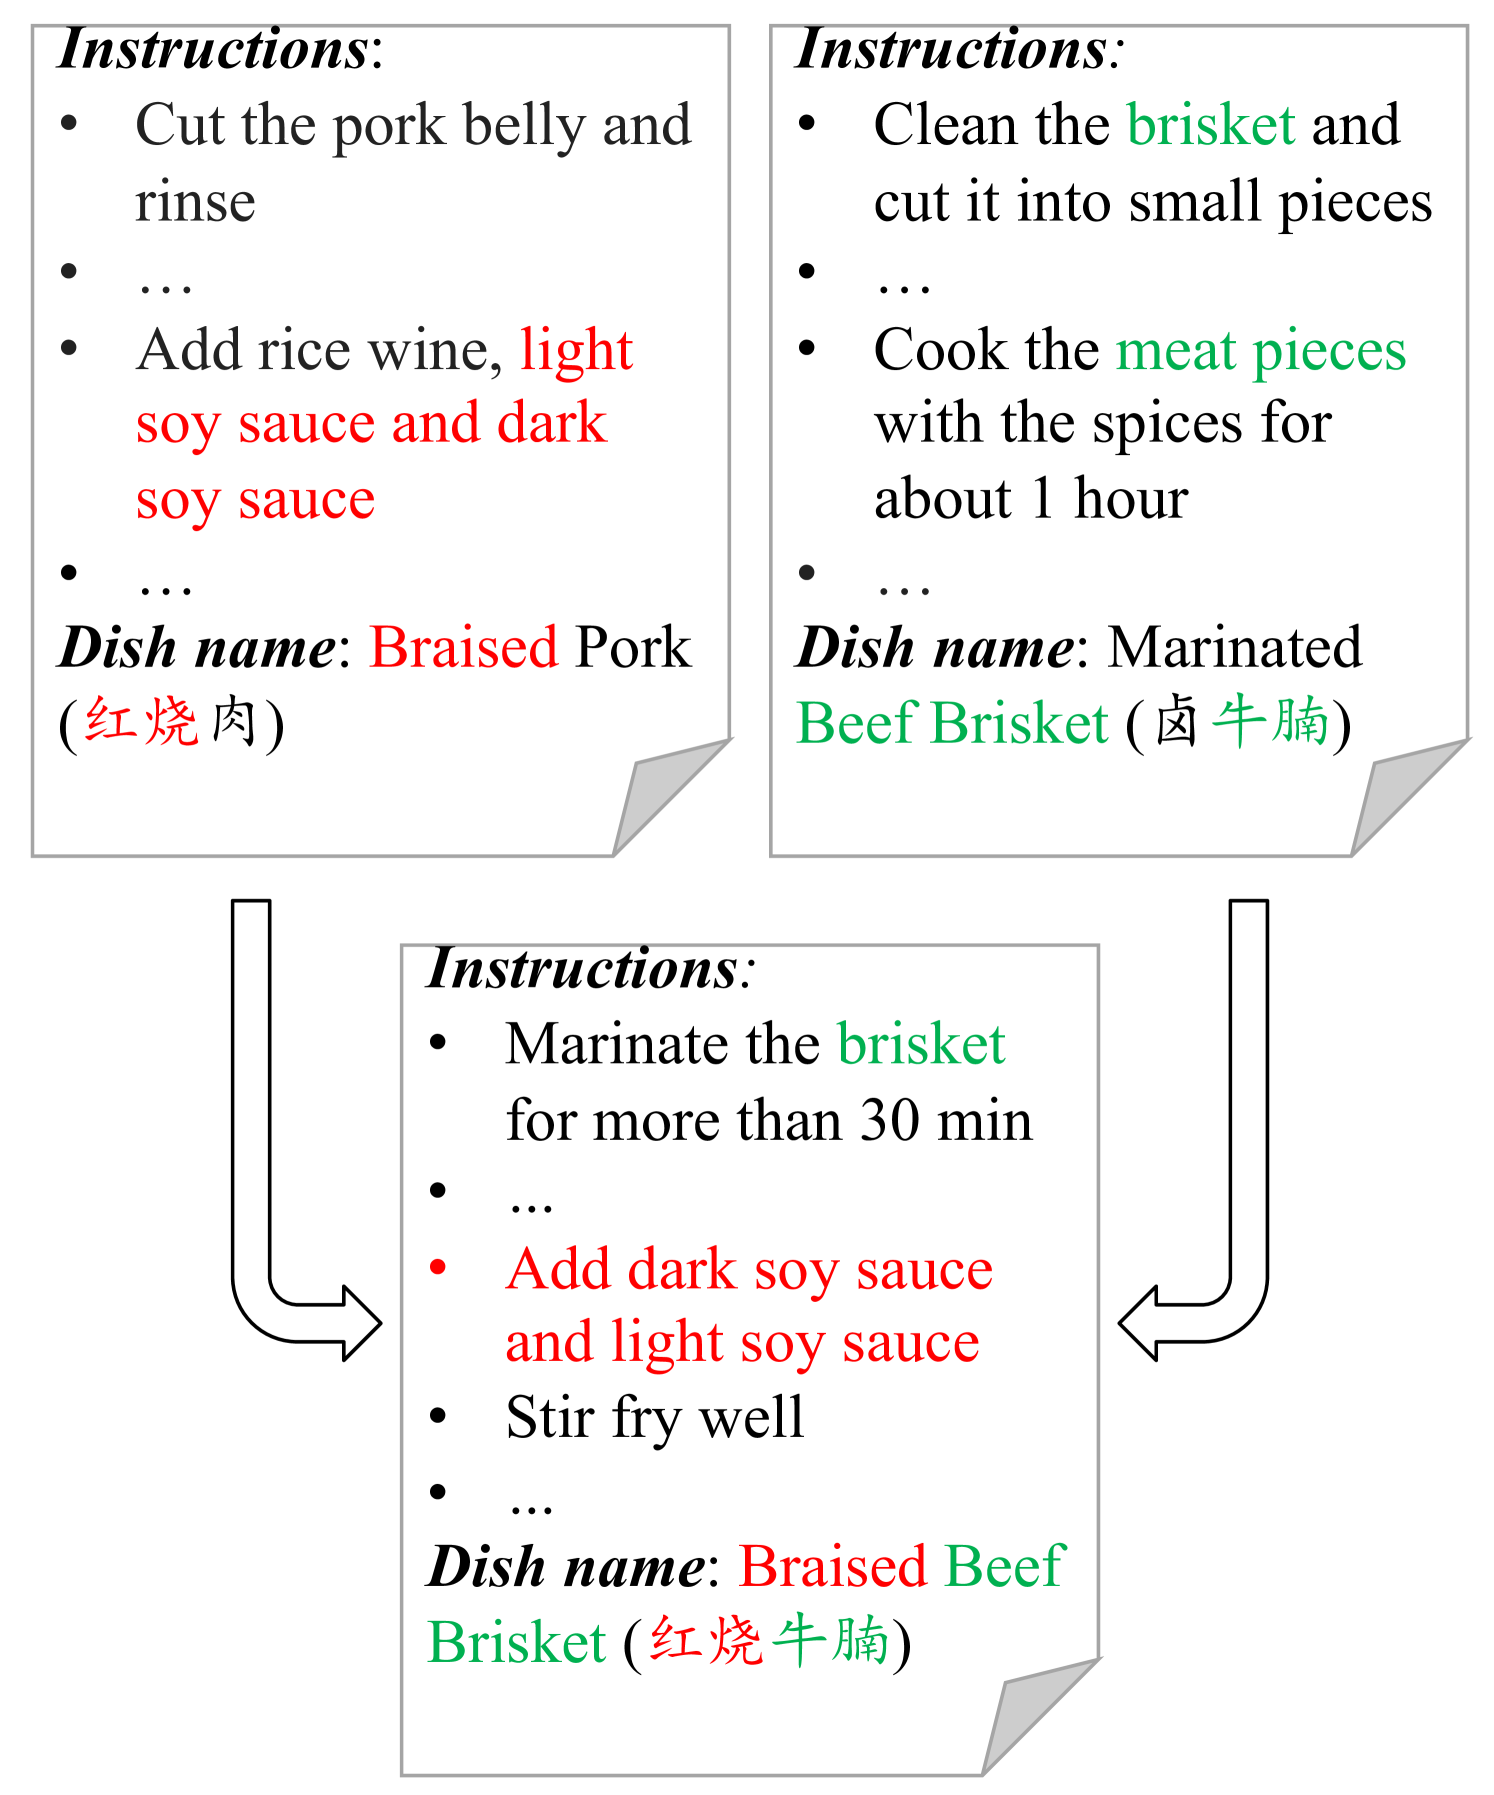 Instructions:
• Cut the pork belly and
rinse
• …
• Add rice wine, light
soy sauce and dark
soy sauce
• …
Dish name: Braised Pork
(红烧肉)
Instructions:
• Clean the brisket and
cut it into small pieces
• …
• Cook the meat pieces
with the spices for
about 1 hour
• …
Dish name: Marinated
Beef Brisket (卤牛腩)
Instructions:
• Marinate the brisket
for more than 30 min
• ...
• Add dark soy sauce
and light soy sauce
• Stir fry well
• ...
Dish name: Braised Beef
Brisket (红烧牛腩)